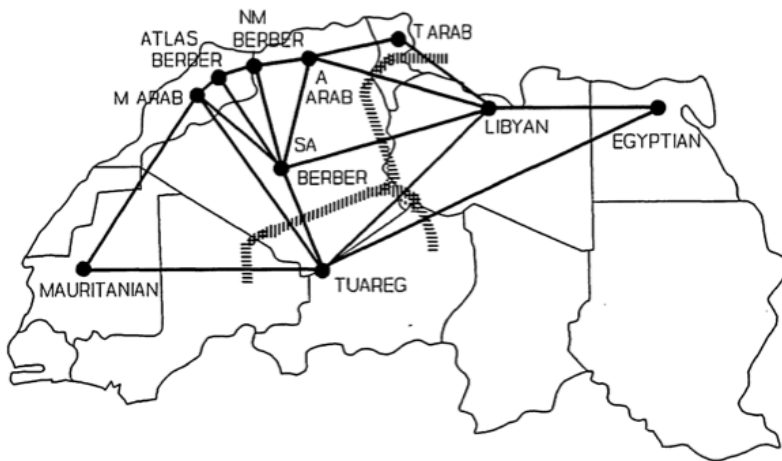 NM
BERBER
ATLAS
BERBER
T ARAB
A
ARAB
M ARAB
SA
BERBER
LIBYAN
EGYPTIAN
MAURITANIAN
TUAREG